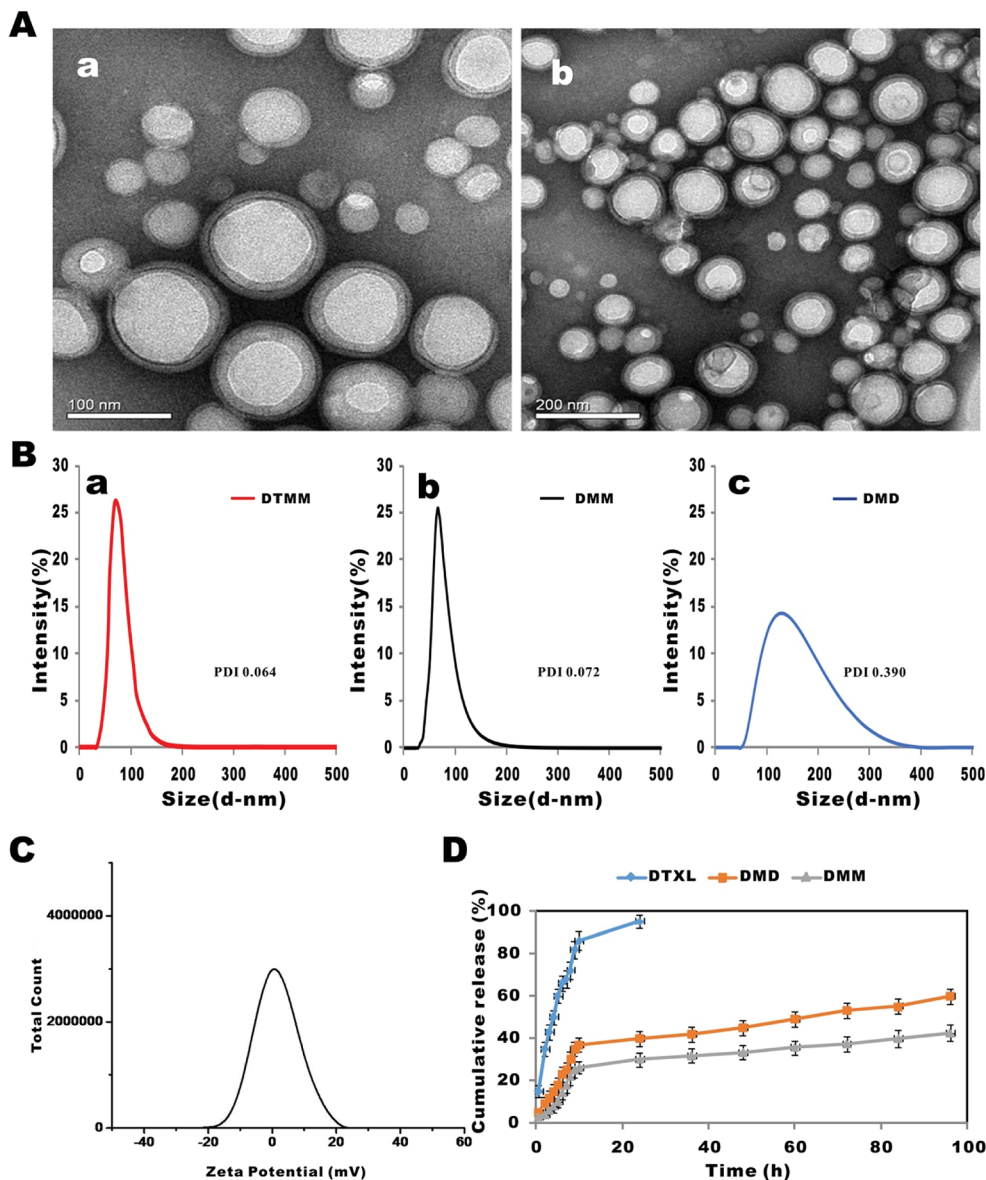 A
a
b
100 nm
200 nm
B
a
DTMM
Intensity(%)
30
25
20
15
10
5
0
PDI 0.064
0 100 200 300 400 500
Size(d-nm)
b
DMM
Intensity(%)
30
25
20
15
10
5
0
PDI 0.072
0 100 200 300 400 500
Size(d-nm)
c
DMD
Intensity(%)
30
25
20
15
10
5
0
PDI 0.390
0 100 200 300 400 500
Size(d-nm)
C
Total Count
4000000
2000000
0
-40 -20 0 20 40 60
Zeta Potential (mV)
D
DTXL DMD DMM
Cumulative release (%)
100
80
60
40
20
0
0 20 40 60 80 100
Time (h)